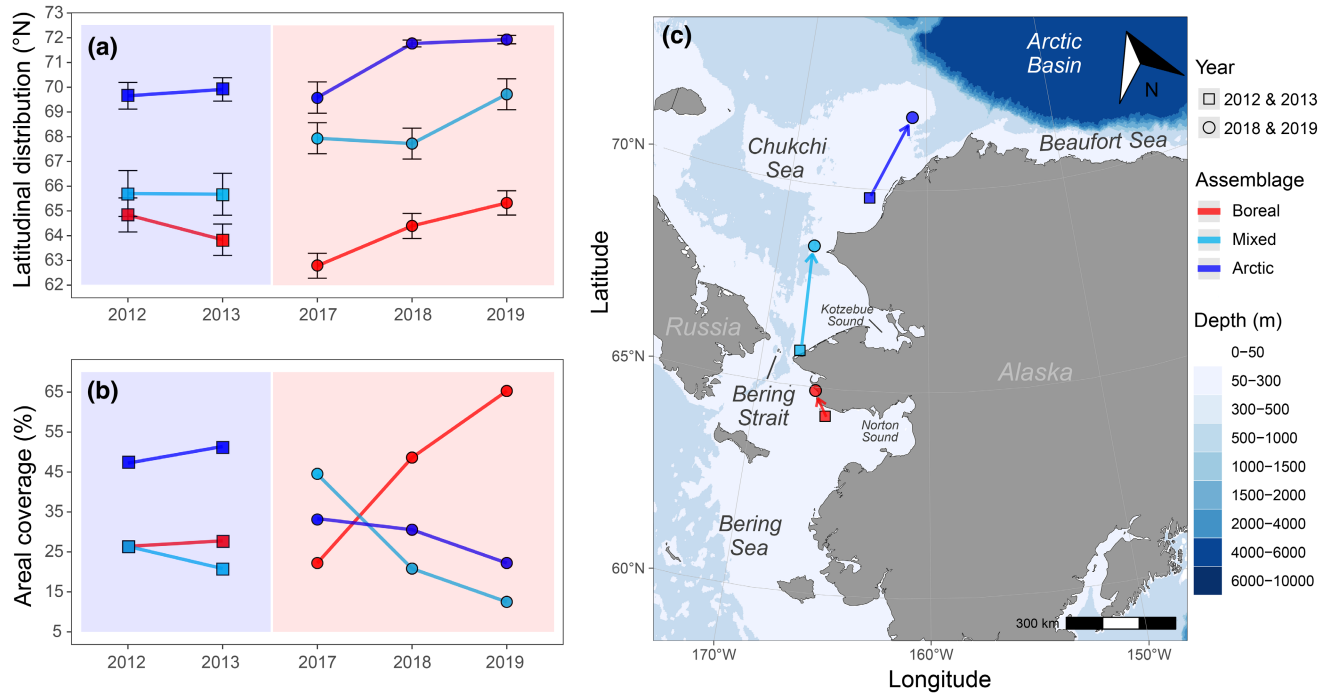 (a)
Latitudinal distribution (°N)
73
72
71
70
69
68
67
66
65
64
63
62
2012
2013
2017
2018
2019
(b)
Areal coverage (%)
65
55
45
35
25
15
5
2012
2013
2017
2018
2019
(c)
Arctic
Basin
N
Chukchi
Sea
Beaufort Sea
Kotzebue
Sound
Russia
Alaska
Bering
Strait
Norton
Sound
Bering
Sea
300 km
Latitude
70°N
65°N
60°N
170°W
160°W
150°W
Longitude
Year
2012 & 2013
2018 & 2019
Assemblage
Boreal
Mixed
Arctic
Depth (m)
0−50
50−300
300−500
500−1000
1000−1500
1500−2000
2000−4000
4000−6000
6000−10000